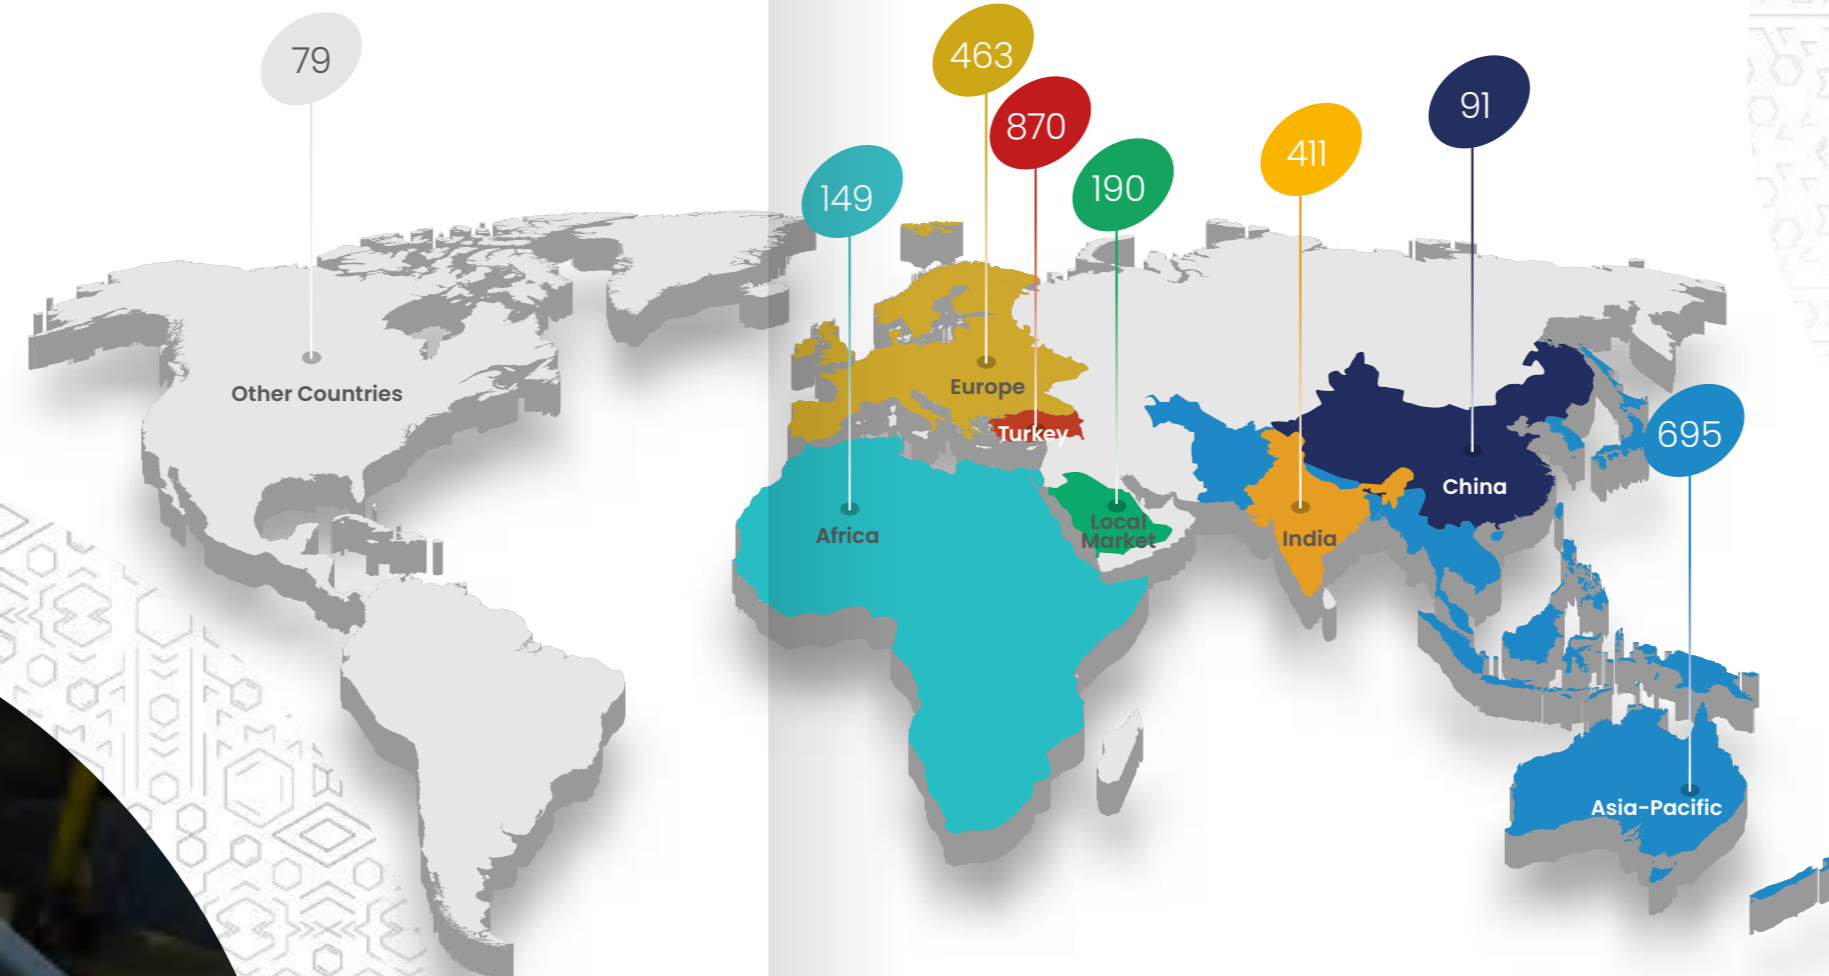 79
Other Countries
149
Africa
463
Europe
870
Turkey
190
Local
Market
411
India
91
China
695
Asia-Pacific